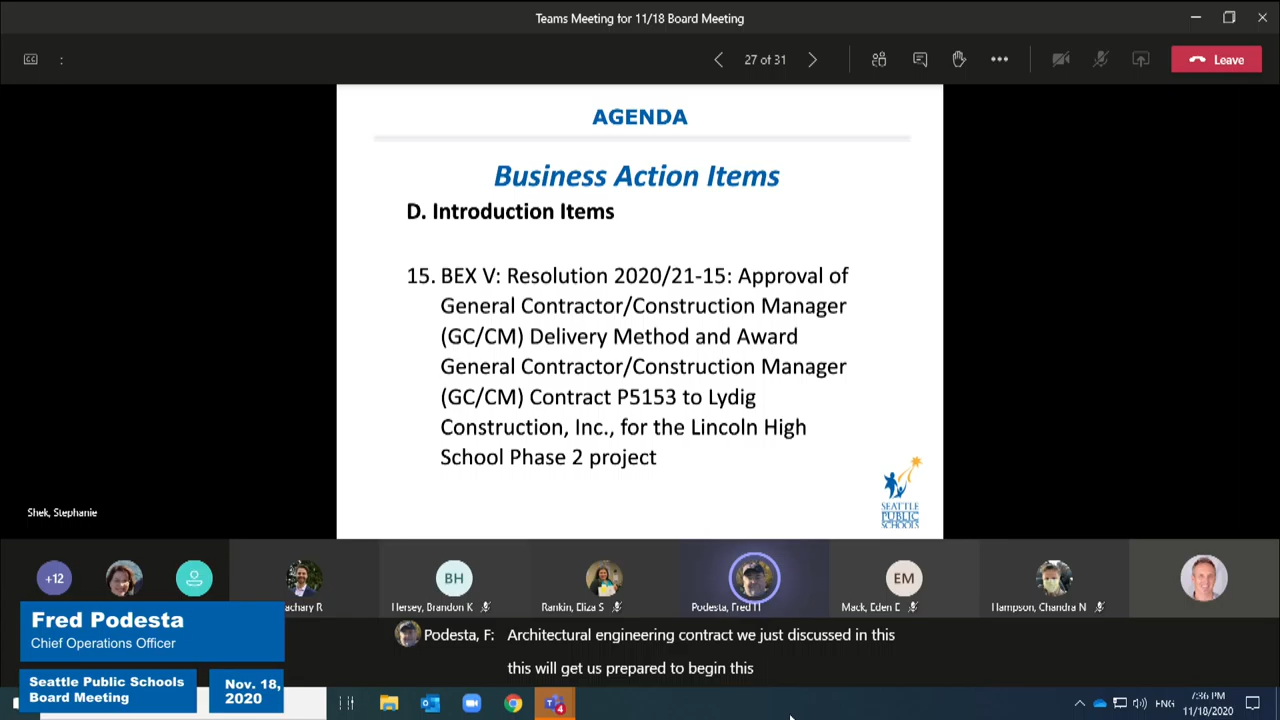 Teams Meeting for 11/18 Board Meeting
27 of 31
Leave
AGENDA
Business Action Items
D. Introduction Items
15. BEX V: Resolution 2020/21-15: Approval of
General Contractor/Construction Manager
(GC/CM) Delivery Method and Award
General Contractor/Construction Manager
(GC/CM) Contract P5153 to Lydig
Construction, Inc., for the Lincoln High
School Phase 2 project
SEATTLE
PUBLIC
SCHOOLS
Shek, Stephanie
+12
BH
EM
achary R
Hersey, Brandon K
Rankin, Eliza S
Podesta, Fred H
Mack, Eden E
Hampson, Chandra N
Fred Podesta
Chief Operations Officer
Podesta, F: Architectural engineering contract we just discussed in this
this will get us prepared to begin this
Seattle Public Schools
Board Meeting
Nov. 18,
2020
4
ENG
7:36 PM
11/18/2020